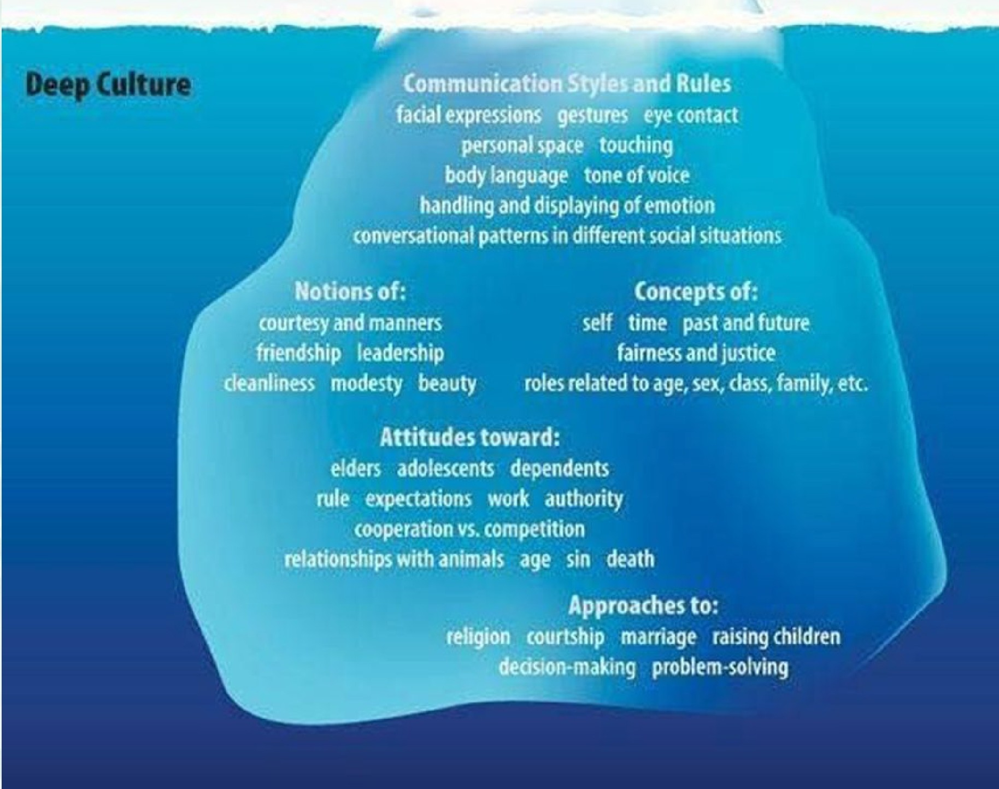 Deep Culture
Communication Styles and Rules
facial expressions gestures eye contact
personal space touching
body language tone of voice
handling and displaying of emotion
conversational patterns in different social situations
Notions of:
courtesy and manners
friendship leadership
cleanliness modesty beauty
Concepts of:
self time past and future
fairness and justice
roles related to age, sex, class, family, etc.
Attitudes toward:
elders adolescents dependents
rule expectations work authority
cooperation vs. competition
relationships with animals age sin death
Approaches to:
religion courtship marriage raising children
decision-making problem-solving